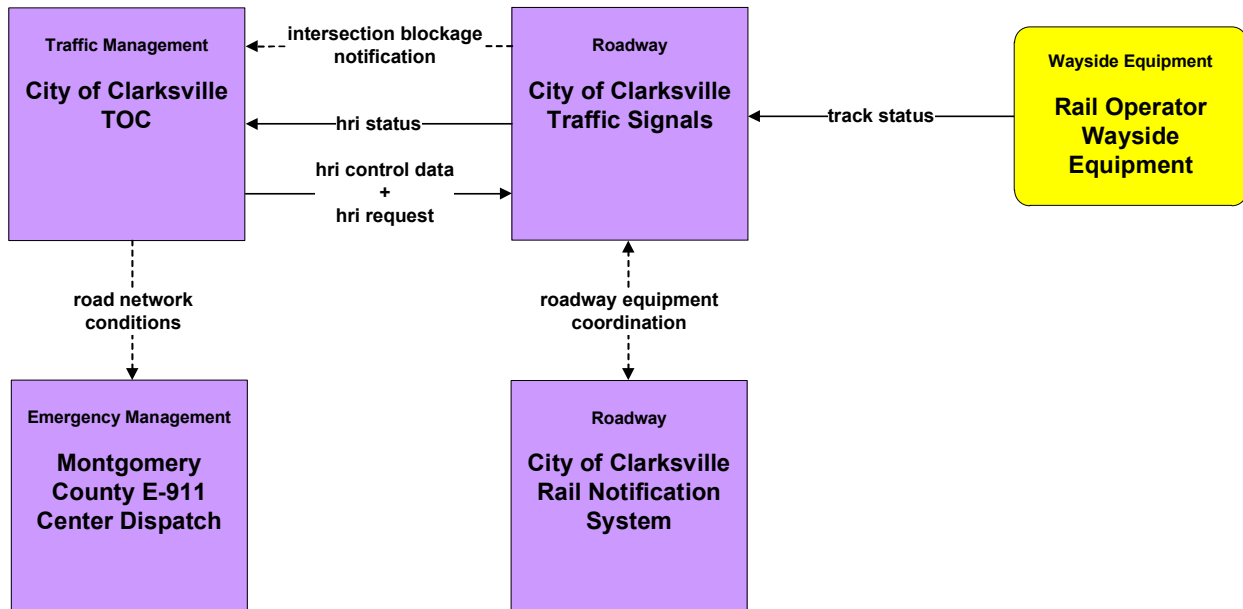 Traffic Management
City of Clarksville
TOC
intersection blockage
notification
hri status
hri control data
+
hri request
Roadway
City of Clarksville
Traffic Signals
track status
Wayside Equipment
Rail Operator
Wayside
Equipment
road network
conditions
roadway equipment
coordination
Emergency Management
Montgomery
County E-911
Center Dispatch
Roadway
City of Clarksville
Rail Notification
System